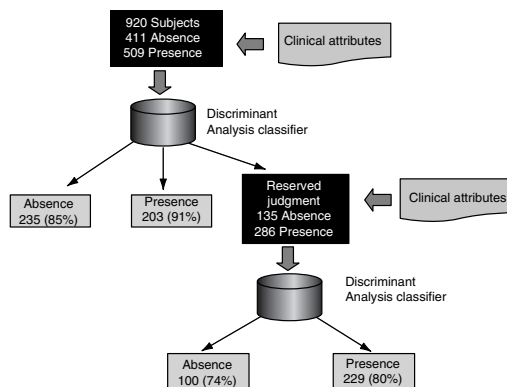 920 Subjects
411 Absence
509 Presence
Clinical attributes
Discriminant
Analysis classifier
Absence
235 (85%)
Presence
203 (91%)
Reserved
judgment
135 Absence
286 Presence
Clinical attributes
Discriminant
Analysis classifier
Absence
100 (74%)
Presence
229 (80%)